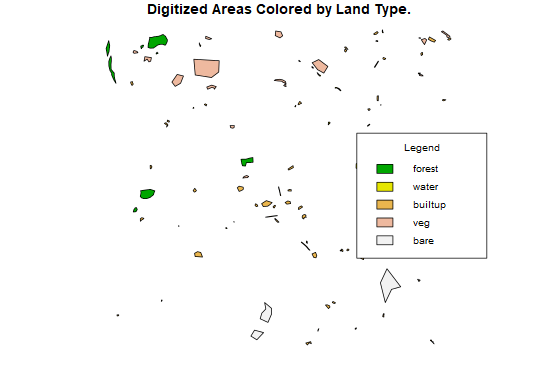 Digitized Areas Colored by Land Type.
Legend
forest
water
builtup
veg
bare